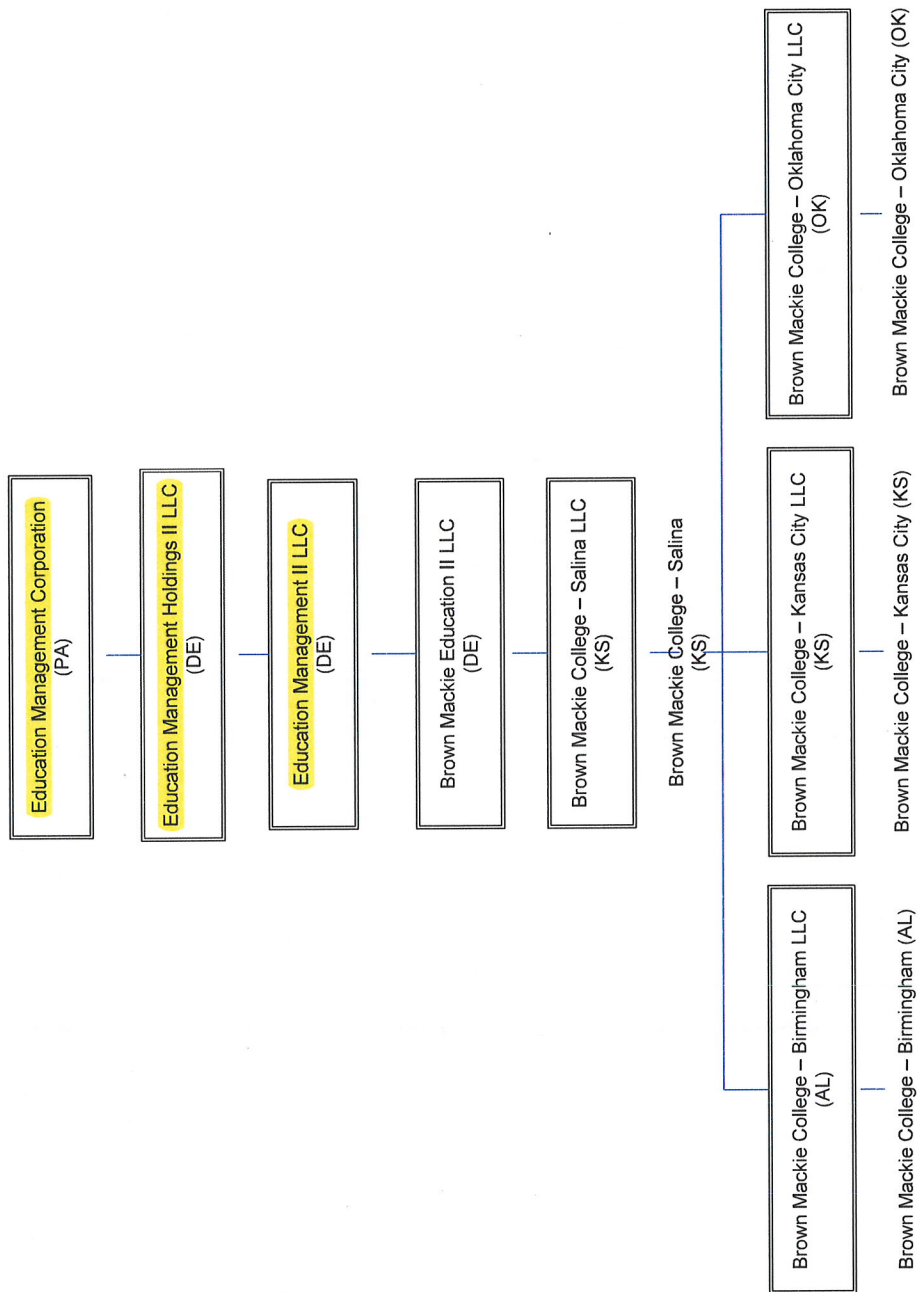 Education Management Corporation
(PA)
Education Management Holdings II LLC
(DE)
Education Management II LLC
(DE)
Brown Mackie Education II LLC
(DE)
Brown Mackie College – Salina LLC
(KS)
Brown Mackie College – Salina
(KS)
Brown Mackie College – Birmingham LLC
(AL)
Brown Mackie College – Birmingham (AL)
Brown Mackie College – Kansas City LLC
(KS)
Brown Mackie College – Kansas City (KS)
Brown Mackie College – Oklahoma City LLC
(OK)
Brown Mackie College – Oklahoma City (OK)